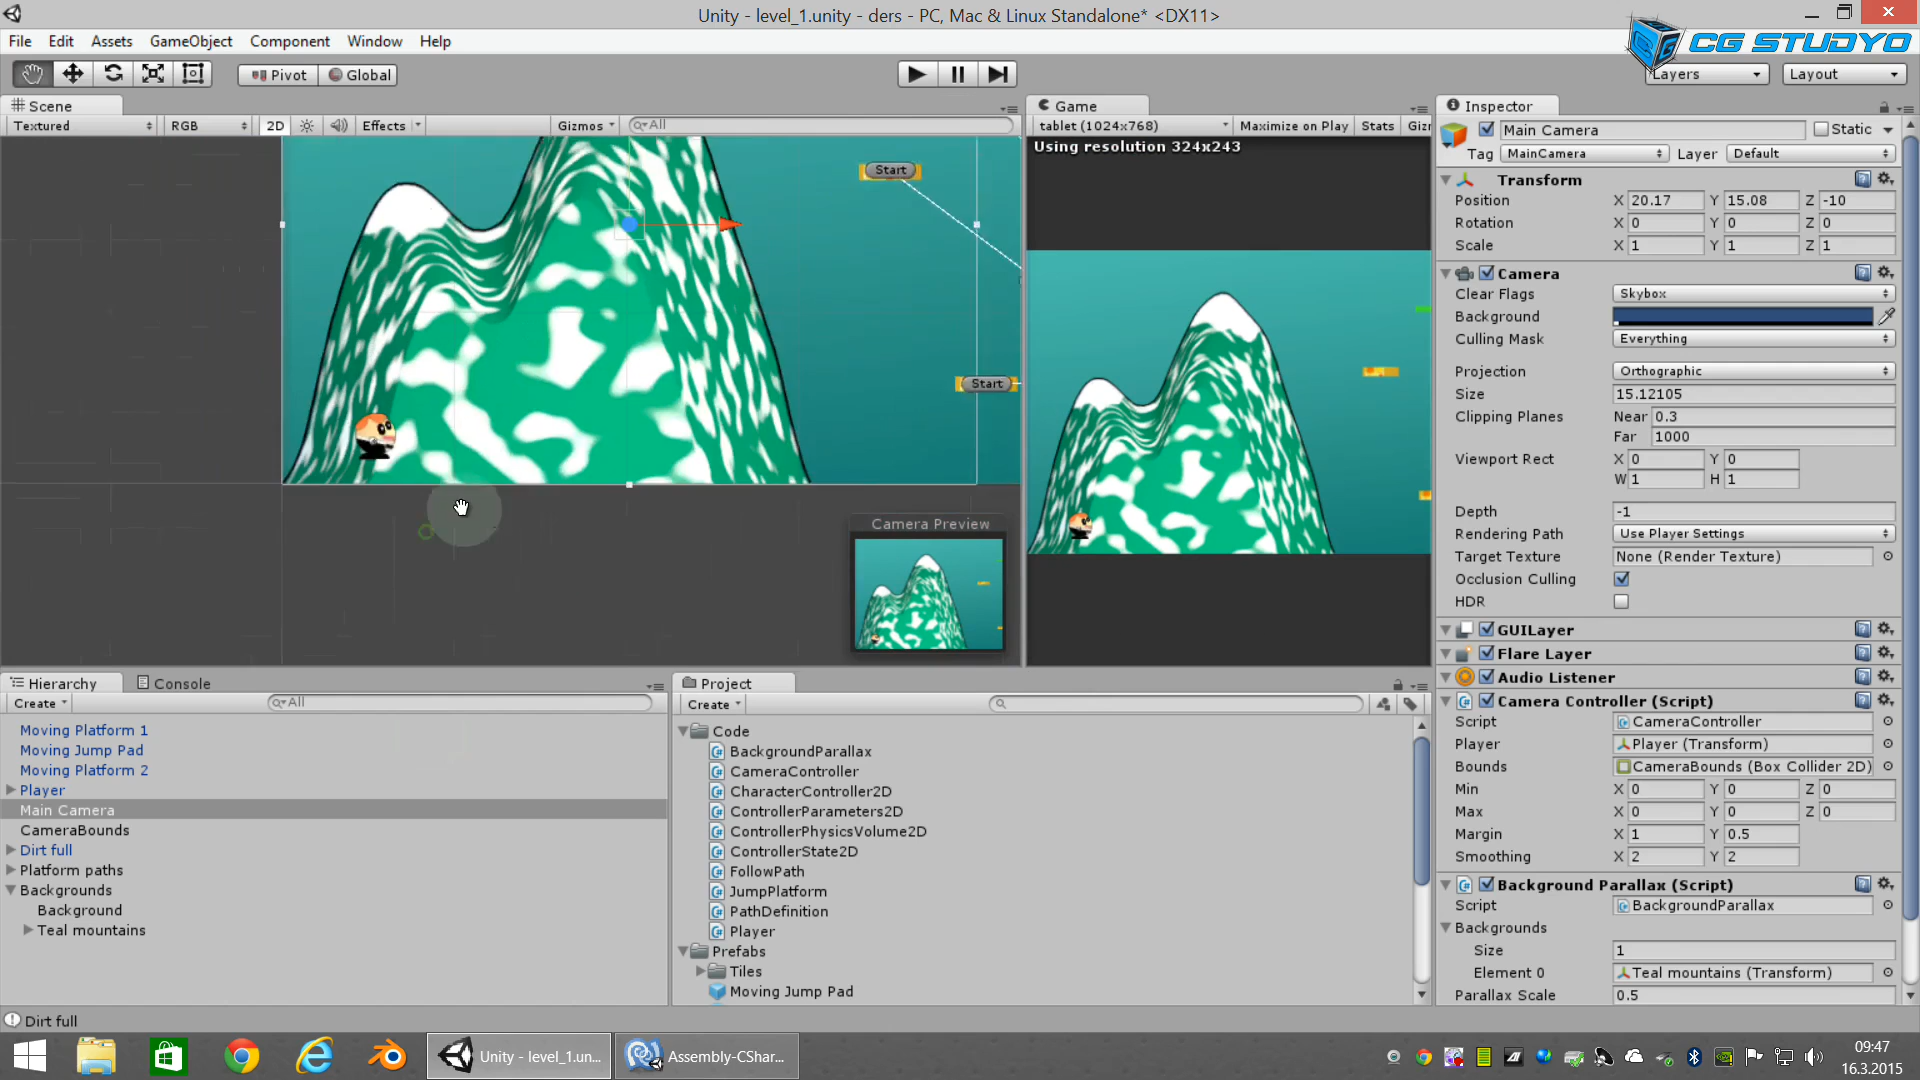 Unity - level_1.unity - ders - PC, Mac & Linux Standalone* <DX11>
CG STUDYO
File Edit Assets GameObject Component Window Help
Pivot Global
Layers Layout
Scene
Game
Inspector
Textured RGB 2D Effects Gizmos All
tablet (1024x768) Maximize on Play Stats Giz
Using resolution 324x243
Main Camera Static
Tag MainCamera Layer Default
Transform
Position X 20.17 Y 15.08 Z -10
Rotation X 0 Y 0 Z 0
Scale X 1 Y 1 Z 1
Camera
Clear Flags Skybox
Background
Culling Mask Everything
Projection Orthographic
Size 15.12105
Clipping Planes Near 0.3
Far 1000
Viewport Rect X 0 Y 0
W 1 H 1
Depth -1
Rendering Path Use Player Settings
Target Texture None (Render Texture)
Occlusion Culling
HDR
GUILayer
Flare Layer
Audio Listener
Camera Controller (Script)
Script CameraController
Player Player (Transform)
Bounds CameraBounds (Box Collider 2D)
Min X 0 Y 0 Z 0
Max X 0 Y 0 Z 0
Margin X 1 Y 0.5
Smoothing X 2 Y 2
Background Parallax (Script)
Script BackgroundParallax
Backgrounds
Size 1
Element 0 Teal mountains (Transform)
Parallax Scale 0.5
Start
Start
Camera Preview
Hierarchy Console
Create All
Moving Platform 1
Moving Jump Pad
Moving Platform 2
Player
Main Camera
CameraBounds
Dirt full
Platform paths
Backgrounds
Background
Teal mountains
Project
Create
Code
BackgroundParallax
CameraController
CharacterController2D
ControllerParameters2D
ControllerPhysicsVolume2D
ControllerState2D
FollowPath
JumpPlatform
PathDefinition
Player
Prefabs
Tiles
Moving Jump Pad
Dirt full
Unity - level_1.un...
Assembly-CShar...
09:47
16.3.2015